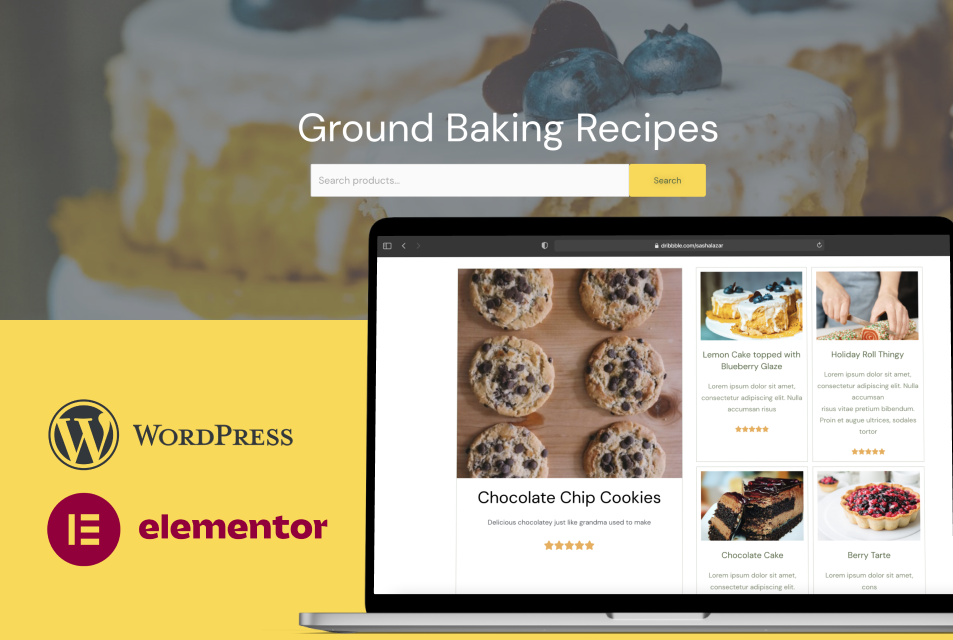 Ground Baking Recipes
Search products...
Search
dribbble.com/sashalazar
WORDPRESS
elementor
Chocolate Chip Cookies
Delicious chocolatey just like grandma used to make
Lemon Cake topped with
Blueberry Glaze
Lorem ipsum dolor sit amet,
consectetur adipiscing elit. Nulla
accumsan risus
Holiday Roll Thingy
Lorem ipsum dolor sit amet,
consectetur adipiscing elit. Nulla
accumsan
risus vitae pretium bibendum.
Proin et augue ultrices, sodales
tortor
Chocolate Cake
Lorem ipsum dolor sit amet,
consectetur adipiscing elit.
Berry Tarte
Lorem ipsum dolor sit amet,
cons